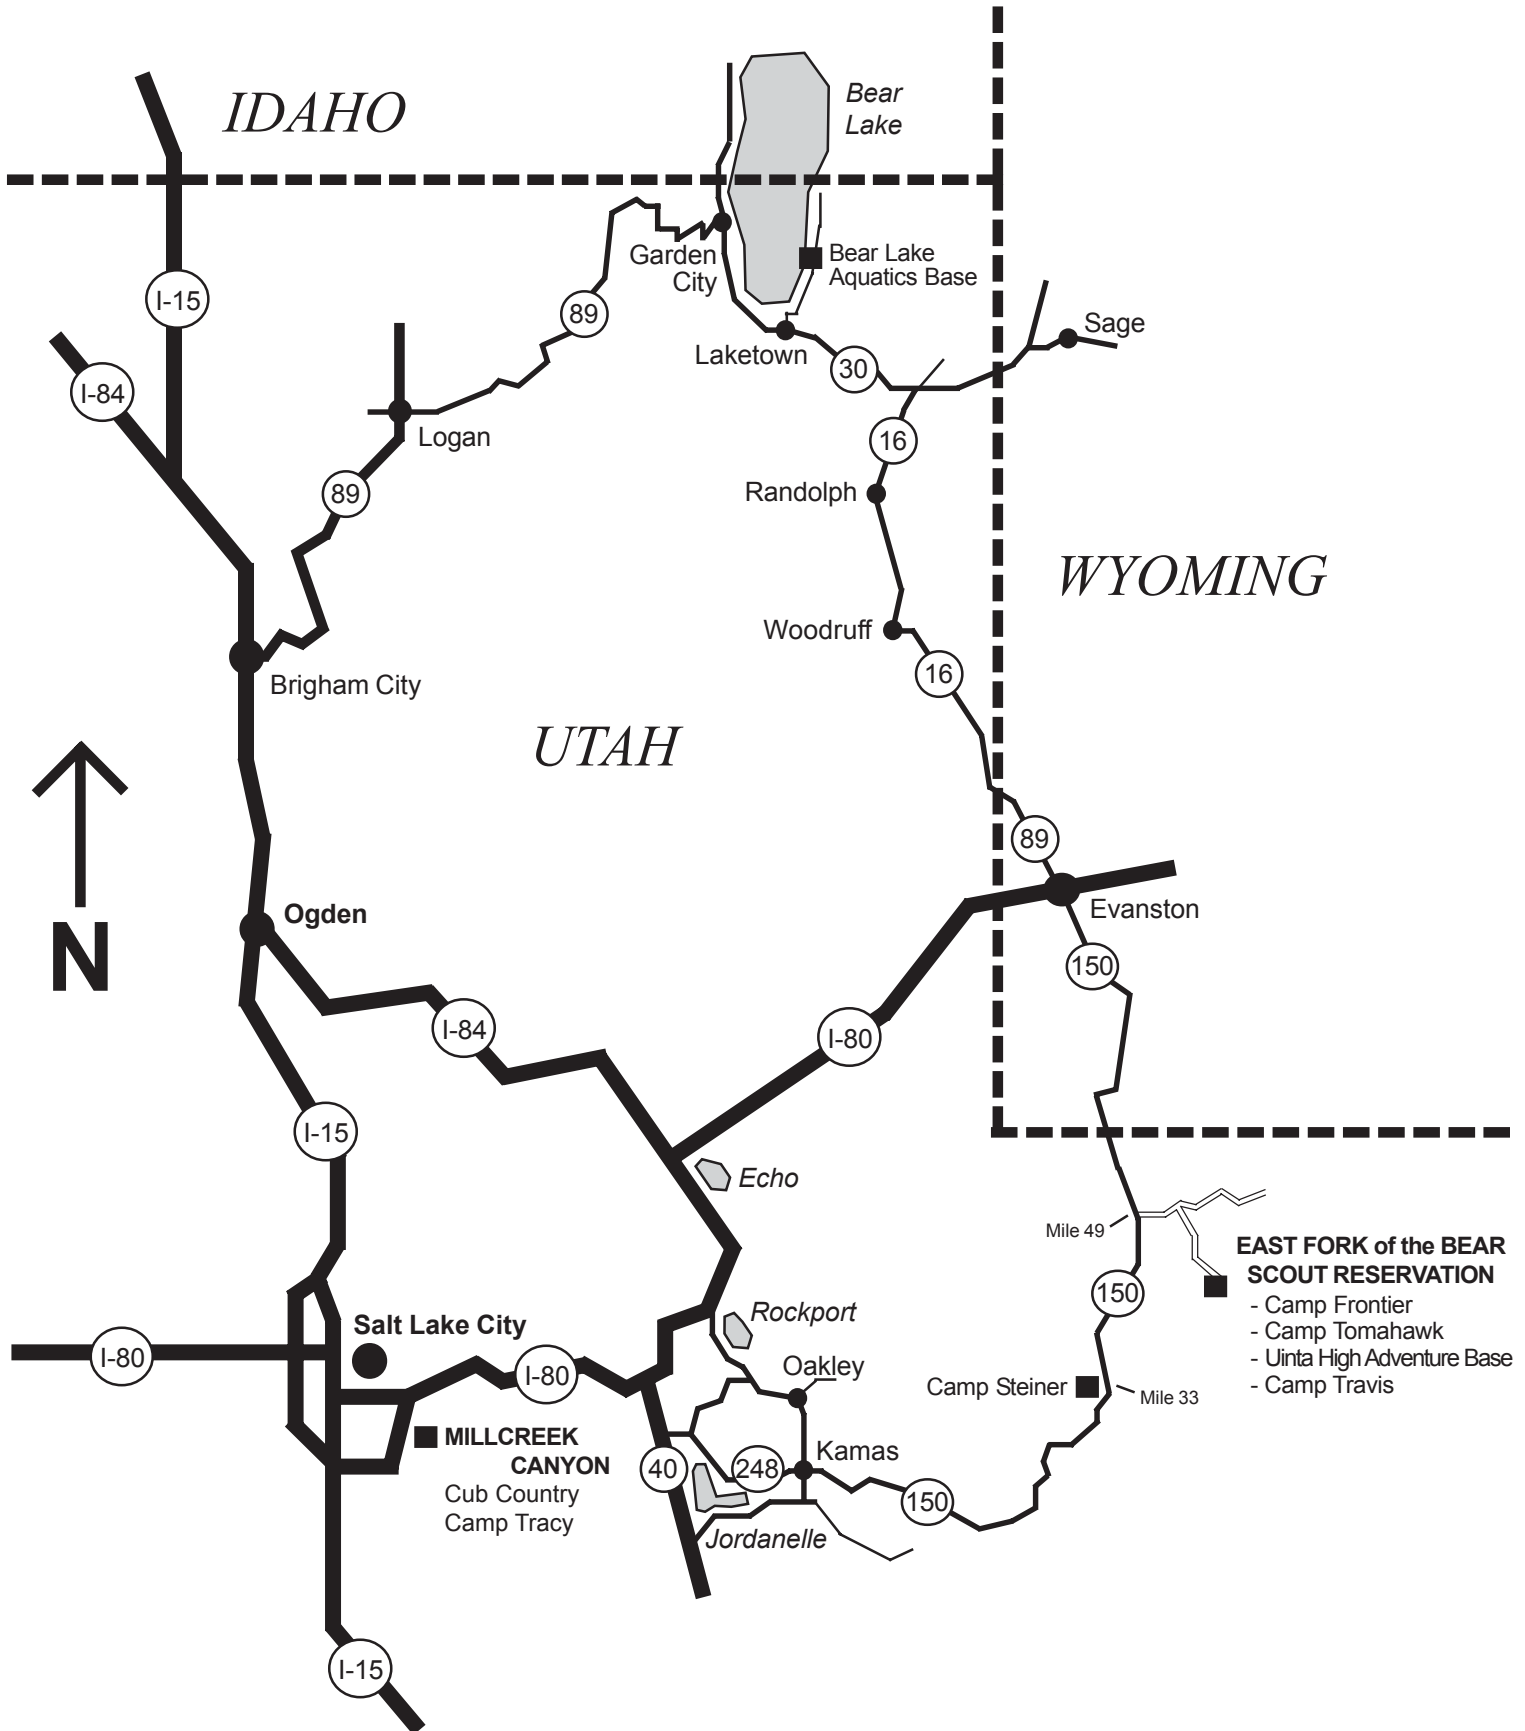 IDAHO
Bear
Lake
I-15
Garden
City
Bear Lake
Aquatics Base
89
Sage
Laketown
30
I-84
Logan
16
89
Randolph
WYOMING
Woodruff
16
Brigham City
UTAH
89
N
Ogden
Evanston
150
I-84
I-80
I-15
Echo
Mile 49
EAST FORK of the BEAR
SCOUT RESERVATION
- Camp Frontier
- Camp Tomahawk
- Uinta High Adventure Base
- Camp Travis
150
Rockport
Salt Lake City
I-80
I-80
Oakley
Camp Steiner
Mile 33
MILLCREEK
CANYON
Cub Country
Camp Tracy
40
248
Kamas
150
Jordanelle
I-15